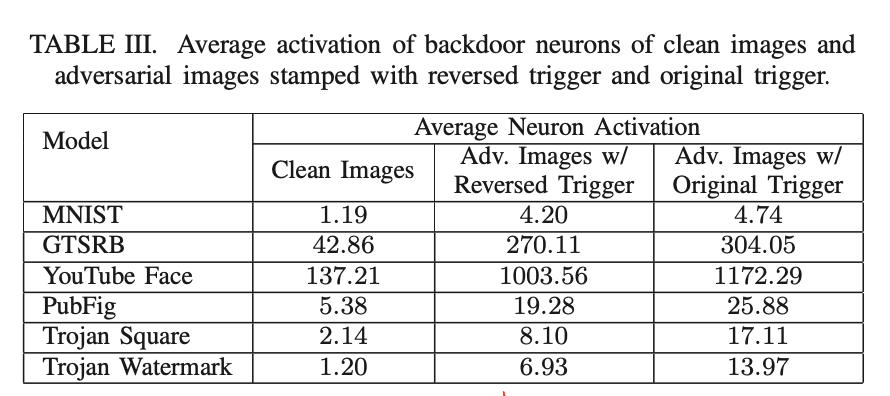 TABLE III. Average activation of backdoor neurons of clean images and
adversarial images stamped with reversed trigger and original trigger.
Model
Average Neuron Activation
Clean Images
Adv. Images w/
Reversed Trigger
Adv. Images w/
Original Trigger
MNIST 1.19 4.20 4.74
GTSRB 42.86 270.11 304.05
YouTube Face 137.21 1003.56 1172.29
PubFig 5.38 19.28 25.88
Trojan Square 2.14 8.10 17.11
Trojan Watermark 1.20 6.93 13.97